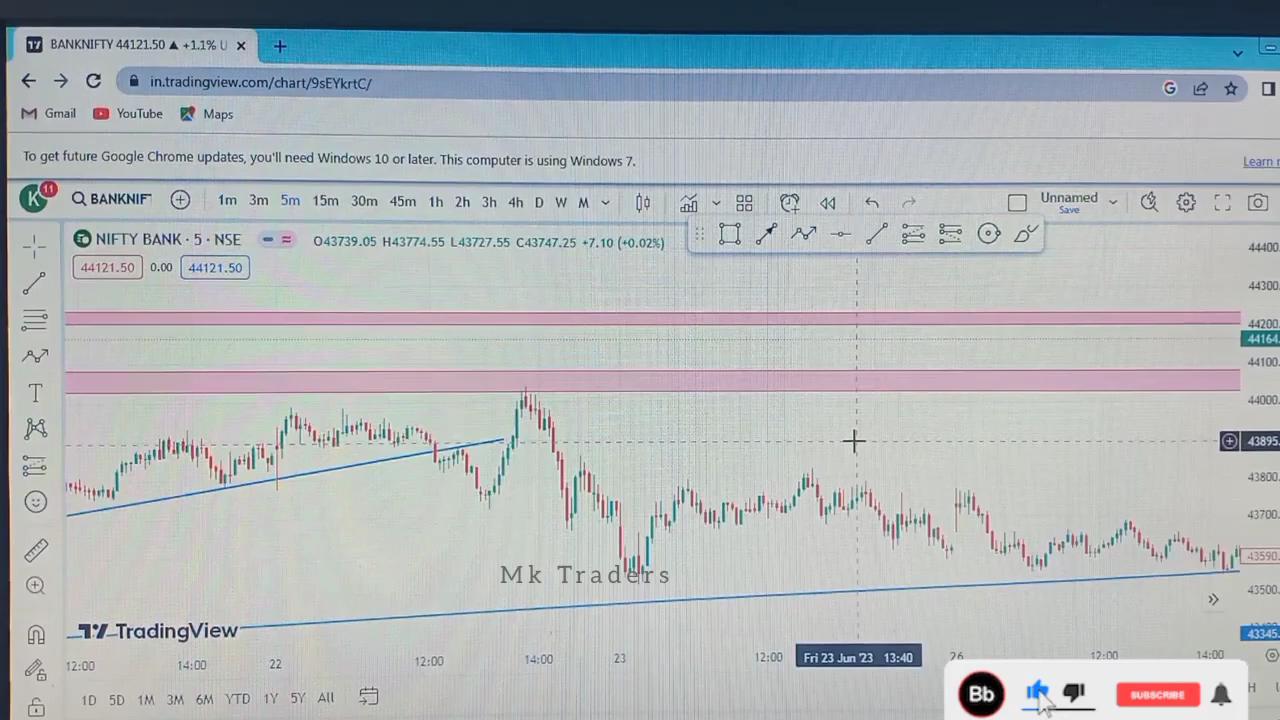 BANKNIFTY 44121.50 ▲ +1.1% U
in.tradingview.com/chart/9sEYkrtC/
Gmail YouTube Maps
To get future Google Chrome updates, you'll need Windows 10 or later. This computer is using Windows 7.
Learn
K 11 BANKNIF 1m 3m 5m 15m 30m 45m 1h 2h 3h 4h D W M Unnamed
Save
NIFTY BANK · 5 · NSE O43739.05 H43774.55 L43727.55 C43747.25 +7.10 (+0.02%)
44121.50 0.00 44121.50
44400.
44300.
44200.
44164.
44100.
44000.
43895.
43800.
43700.
43590.
43500.
43345.
Mk Traders
TradingView
12:00 14:00 22 12:00 14:00 23 12:00 Fri 23 Jun '23 13:40 26 12:00 14:00
1D 5D 1M 3M 6M YTD 1Y 5Y All
Bb SUBSCRIBE